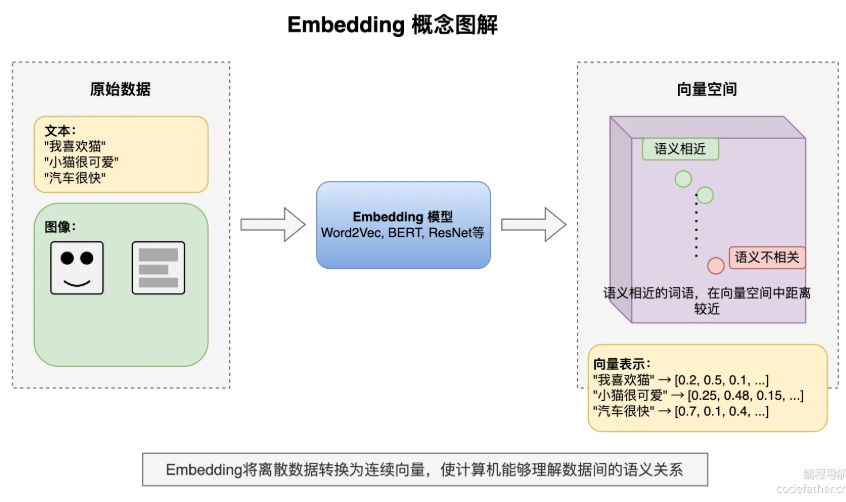 Embedding 概念图解
原始数据
文本：
"我喜欢猫"
"小猫很可爱"
"汽车很快"
图像：
Embedding 模型
Word2Vec, BERT, ResNet等
向量空间
语义相近
语义不相关
语义相近的词语，在向量空间中距离
较近
向量表示：
"我喜欢猫" → [0.2, 0.5, 0.1, ...]
"小猫很可爱" → [0.25, 0.48, 0.15, ...]
"汽车很快" → [0.7, 0.1, 0.4, ...]
Embedding将离散数据转换为连续向量，使计算机能够理解数据间的语义关系
编程导航
codefather.cn